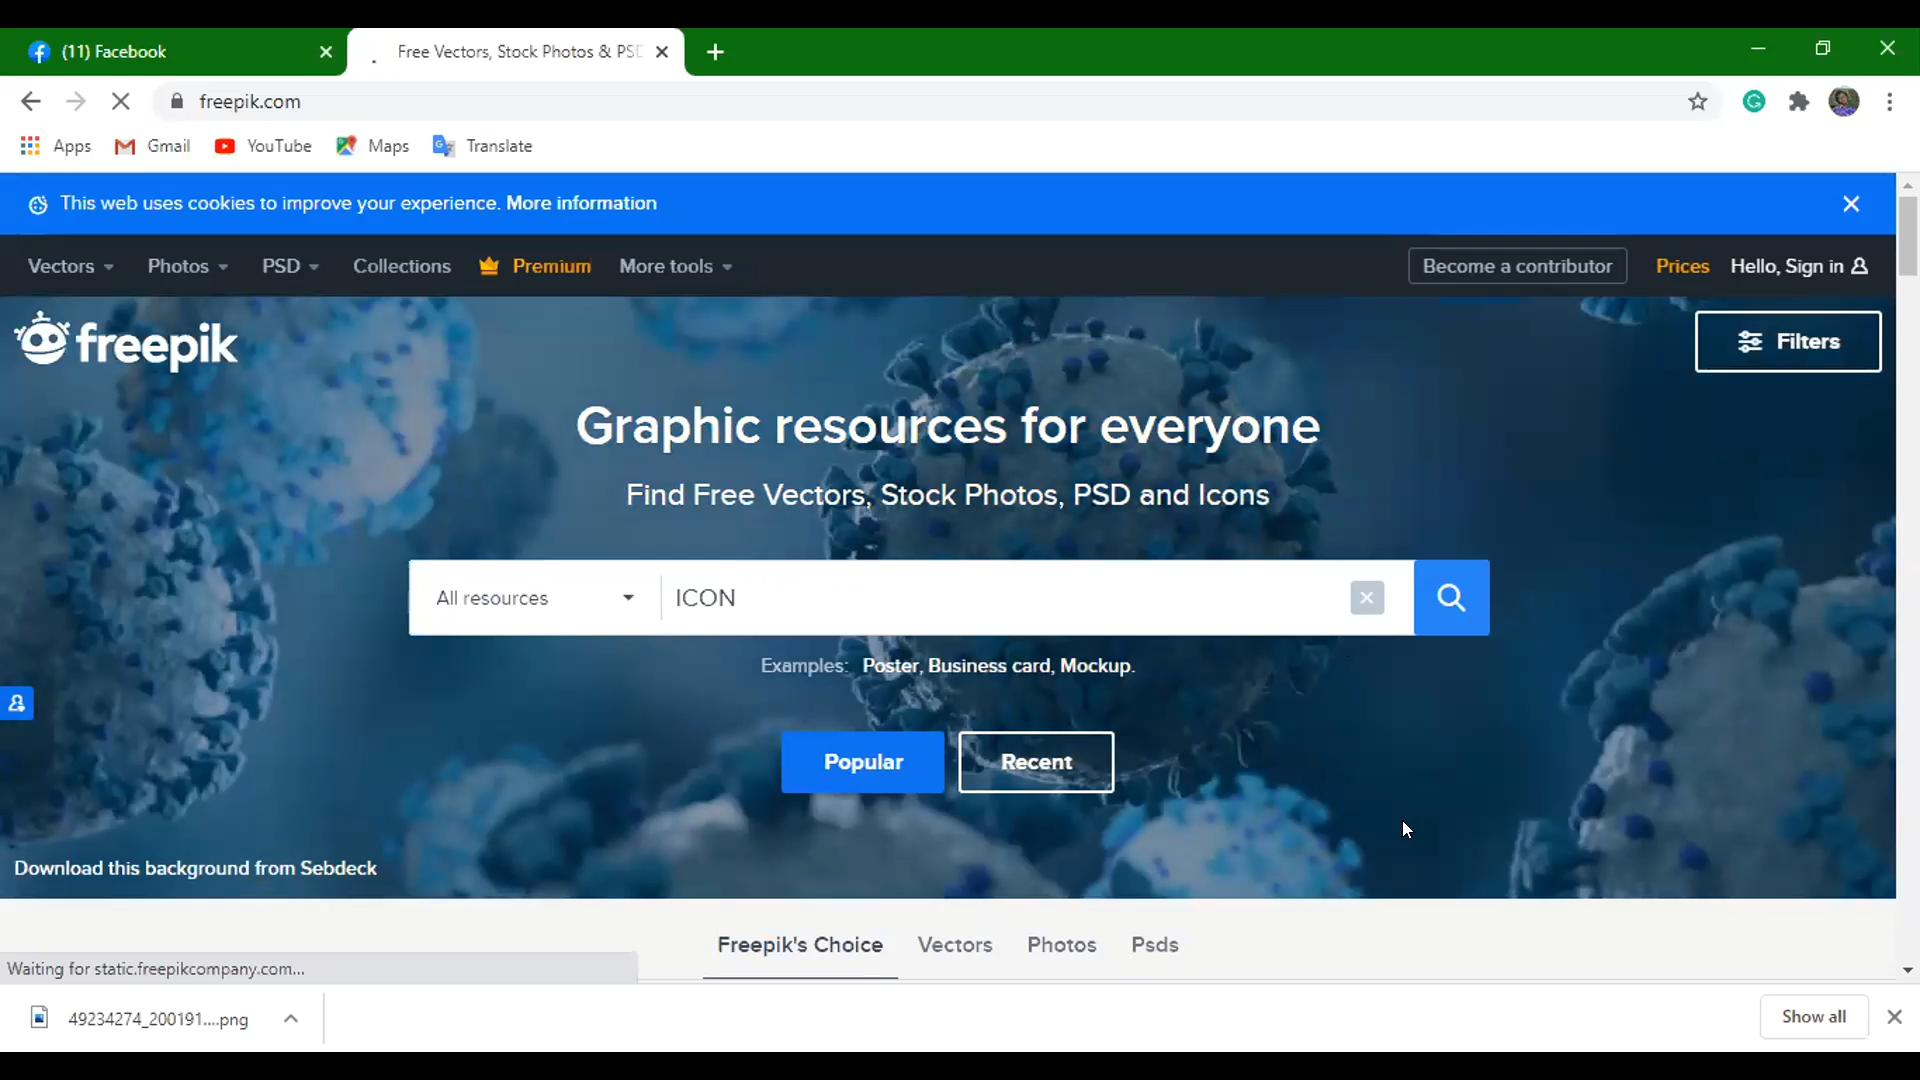 (11) Facebook
Free Vectors, Stock Photos & PSD
freepik.com
Apps Gmail YouTube Maps Translate
This web uses cookies to improve your experience. More information
Vectors Photos PSD Collections Premium More tools Become a contributor Prices Hello, Sign in
freepik
Filters
Graphic resources for everyone
Find Free Vectors, Stock Photos, PSD and Icons
All resources ICON
Examples: Poster, Business card, Mockup.
Popular Recent
Download this background from Sebdeck
Freepik's Choice Vectors Photos Psds
Waiting for static.freepikcompany.com...
49234274_200191....png Show all